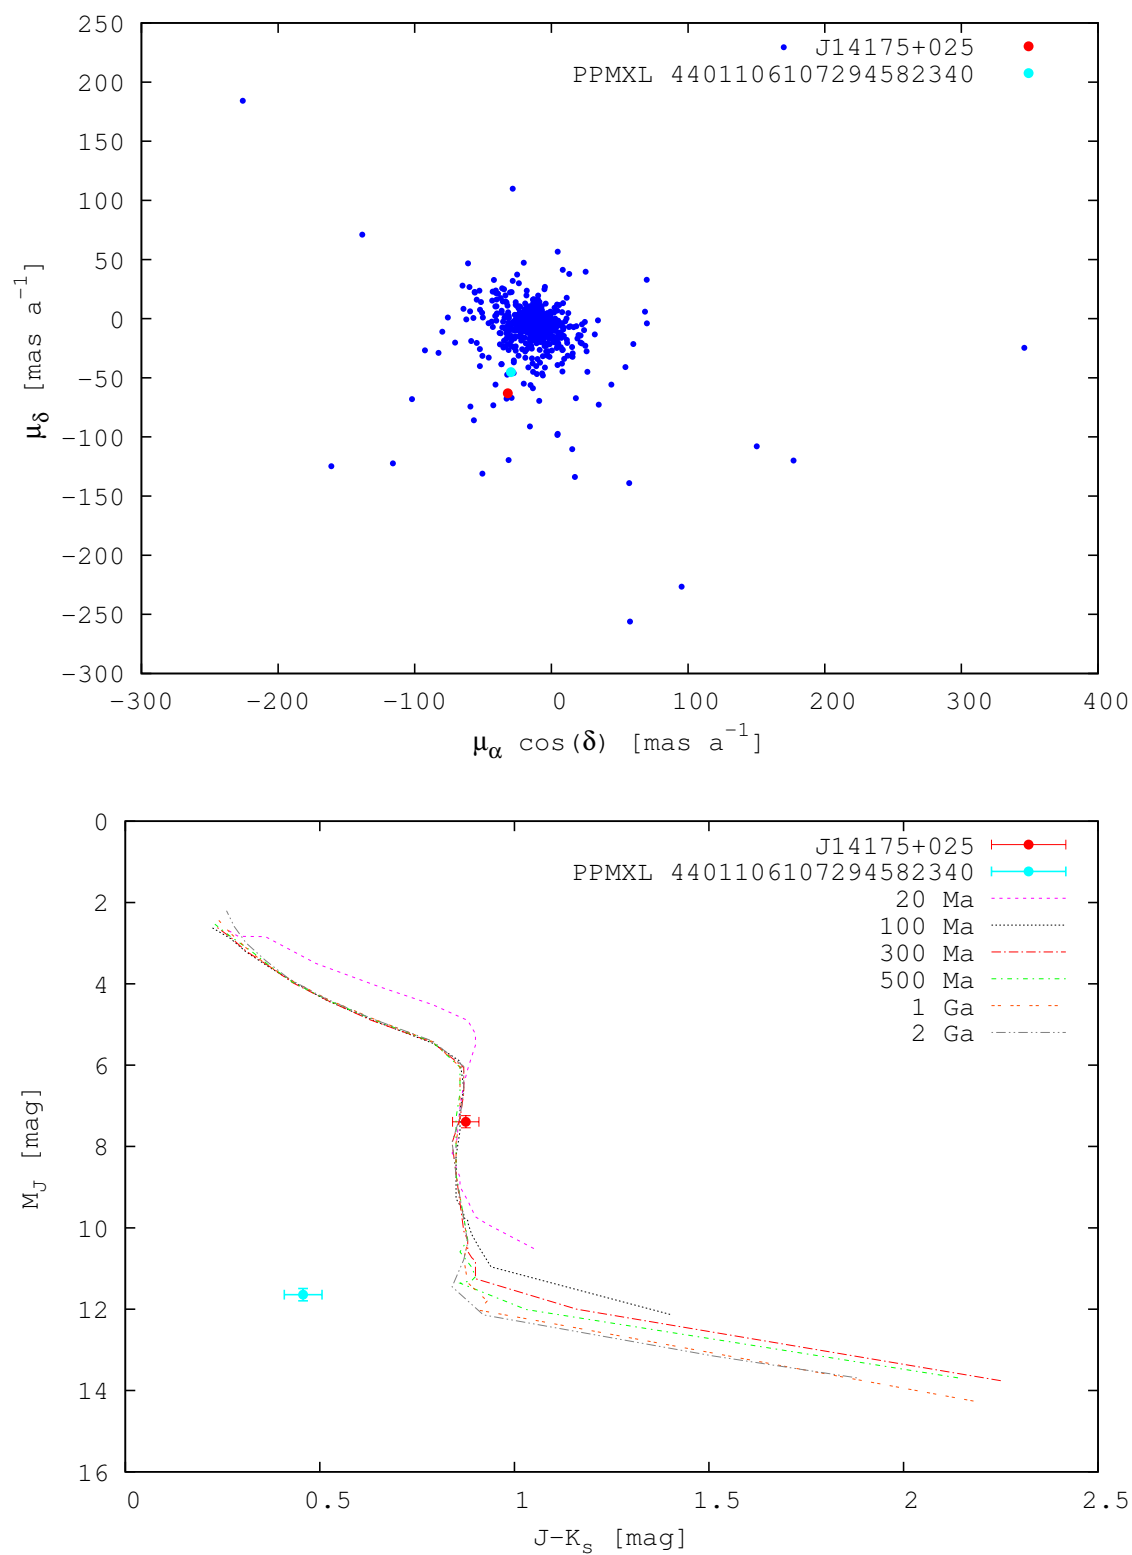 250
200
150
100
50
0
−50
−100
−150
−200
−250
−300
−300 −200 −100 0 100 200 300 400
μδ [mas a−1]
μα cos(δ) [mas a−1]
J14175+025
PPMXL 4401106107294582340
0
2
4
6
8
10
12
14
16
0 0.5 1 1.5 2 2.5
MJ [mag]
J−Ks [mag]
J14175+025
PPMXL 4401106107294582340
20 Ma
100 Ma
300 Ma
500 Ma
1 Ga
2 Ga